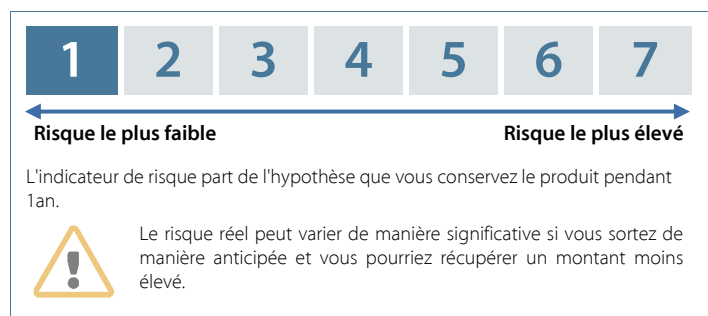 1 2 3 4 5 6 7
Risque le plus faible Risque le plus élevé
L'indicateur de risque part de l'hypothèse que vous conservez le produit pendant
1an.
Le risque réel peut varier de manière significative si vous sortez de
manière anticipée et vous pourriez récupérer un montant moins
élevé.